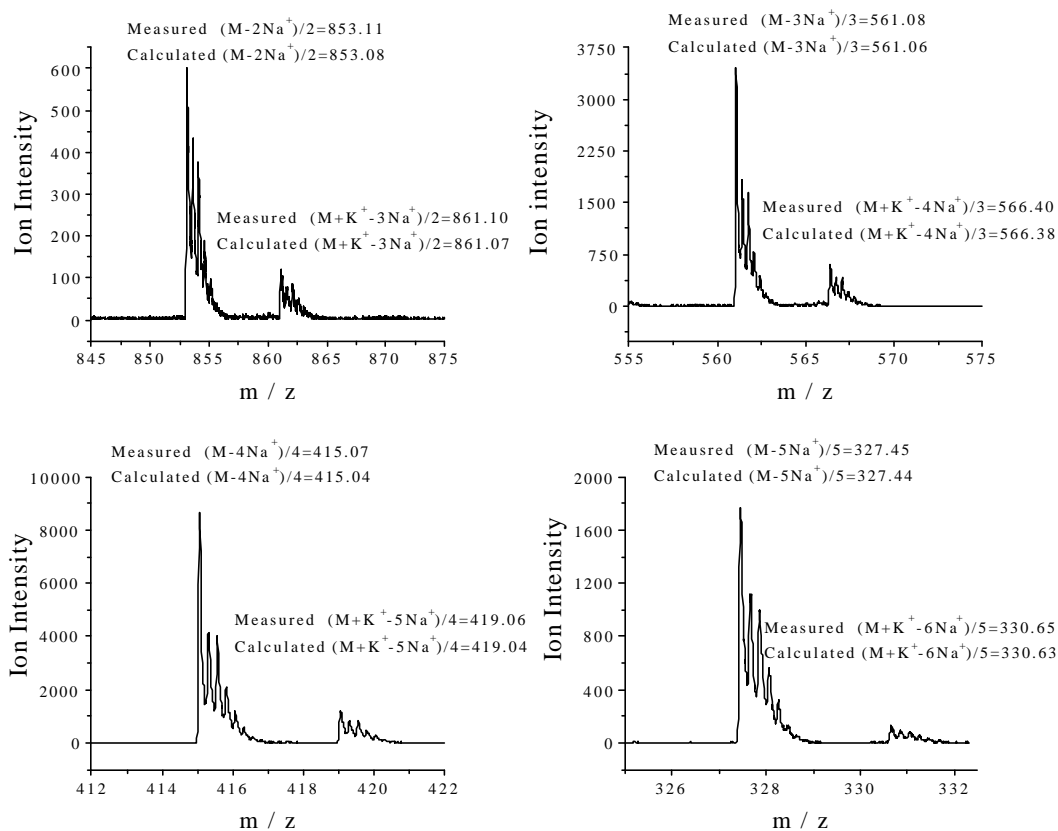 Measured (M-2Na+)/2=853.11
Calculated (M-2Na+)/2=853.08
600
500
400
300
200
100
0
Ion Intensity
Measured (M+K+-3Na+)/2=861.10
Calculated (M+K+-3Na+)/2=861.07
845 850 855 860 865 870 875
m / z
Measured (M-3Na+)/3=561.08
Calculated (M-3Na+)/3=561.06
3750
3000
2250
1500
750
0
Ion intensity
Measured (M+K+-4Na+)/3=566.40
Calculated (M+K+-4Na+)/3=566.38
555 560 565 570 575
m / z
Measured (M-4Na+)/4=415.07
Calculated (M-4Na+)/4=415.04
10000
8000
6000
4000
2000
0
Ion Intensity
Measured (M+K+-5Na+)/4=419.06
Calculated (M+K+-5Na+)/4=419.04
412 414 416 418 420 422
m / z
Meausred (M-5Na+)/5=327.45
Calculated (M-5Na+)/5=327.44
2000
1600
1200
800
400
0
Ion Intensity
Measured (M+K+-6Na+)/5=330.65
Calculated (M+K+-6Na+)/5=330.63
326 328 330 332
m / z